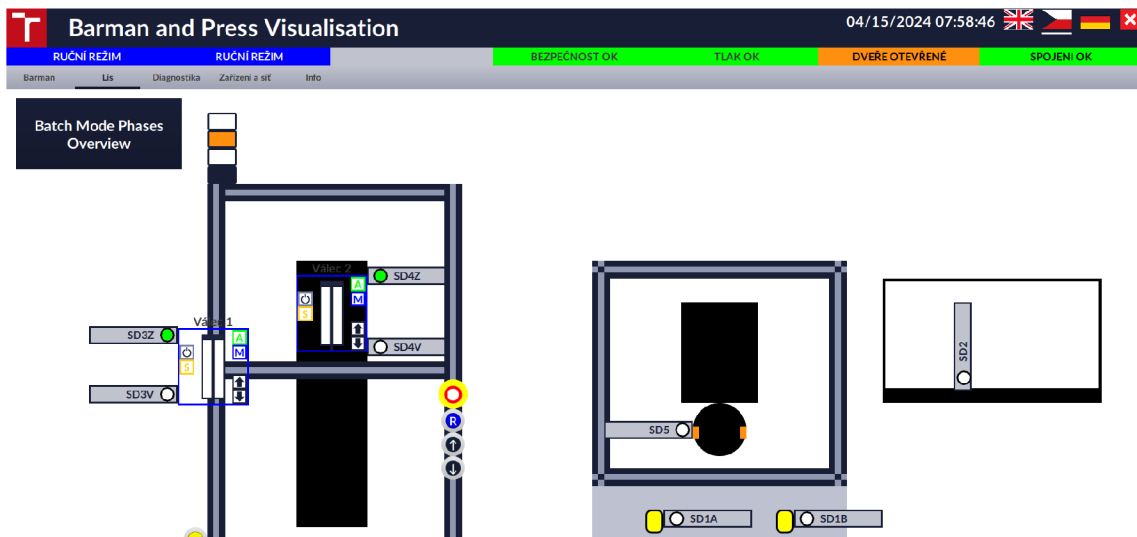 Barman and Press Visualisation
04/15/2024 07:58:46
RUČNÍ REŽIM
RUČNÍ REŽIM
BEZPEČNOST OK
TLAK OK
DVEŘE OTEVŘENÉ
SPOJENI OK
Barman
Lis
Diagnostika
Zařízení a síť
Info
Batch Mode Phases
Overview
Válec 2
SD4Z
A
M
S
SD4V
Válec 1
SD3Z
A
M
S
SD3V
R
SD2
SD5
SD1A
SD1B